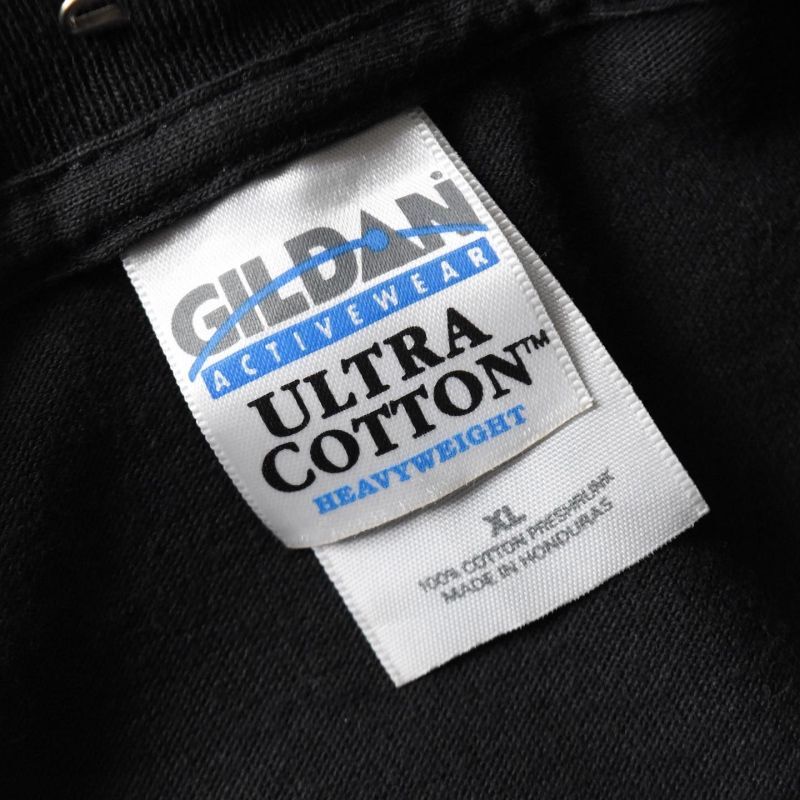 GILDAN®
ACTIVEWEAR
ULTRA
COTTON™
HEAVYWEIGHT
XL
100% COTTON PRESHRUNK
MADE IN HONDURAS